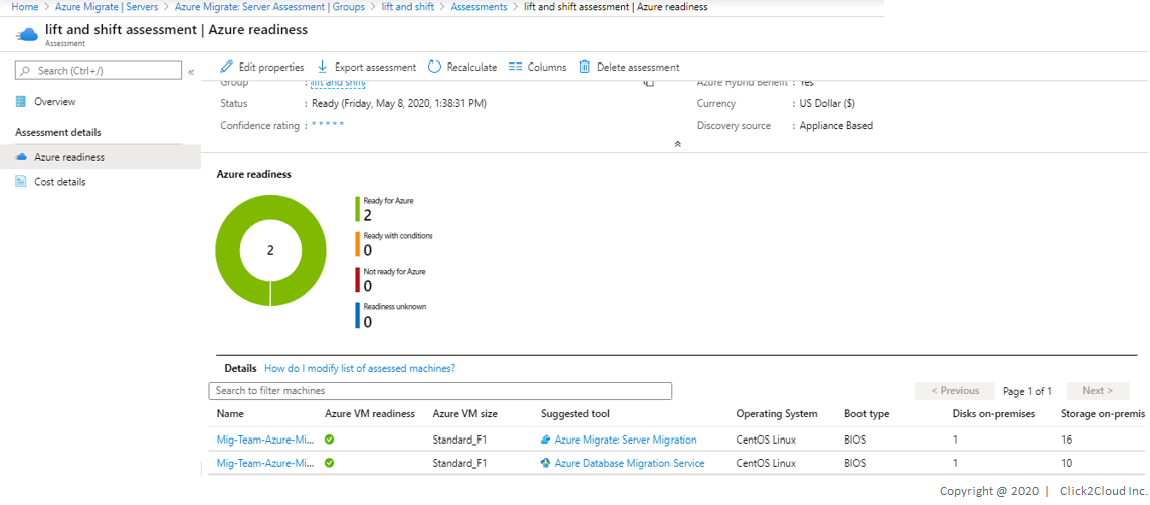 Home > Azure Migrate | Servers > Azure Migrate: Server Assessment | Groups > lift and shift > Assessments > lift and shift assessment | Azure readiness
lift and shift assessment | Azure readiness
Assessment
Search (Ctrl+/)
«
Overview
Assessment details
Azure readiness
Cost details
Edit properties Export assessment Recalculate Columns Delete assessment
Group : lift and shift Azure Hybrid Benefit : Yes
Status : Ready (Friday, May 8, 2020, 1:38:31 PM) Currency : US Dollar ($)
Confidence rating : * * * * * Discovery source : Appliance Based
Azure readiness
2
Ready for Azure
2
Ready with conditions
0
Not ready for Azure
0
Readiness unknown
0
Details How do I modify list of assessed machines?
Search to filter machines < Previous Page 1 of 1 Next >
Name Azure VM readiness Azure VM size Suggested tool Operating System Boot type Disks on-premises Storage on-premis
Mig-Team-Azure-Mi... Standard_F1 Azure Migrate: Server Migration CentOS Linux BIOS 1 16
Mig-Team-Azure-Mi... Standard_F1 Azure Database Migration Service CentOS Linux BIOS 1 10
Copyright @ 2020 | Click2Cloud Inc.